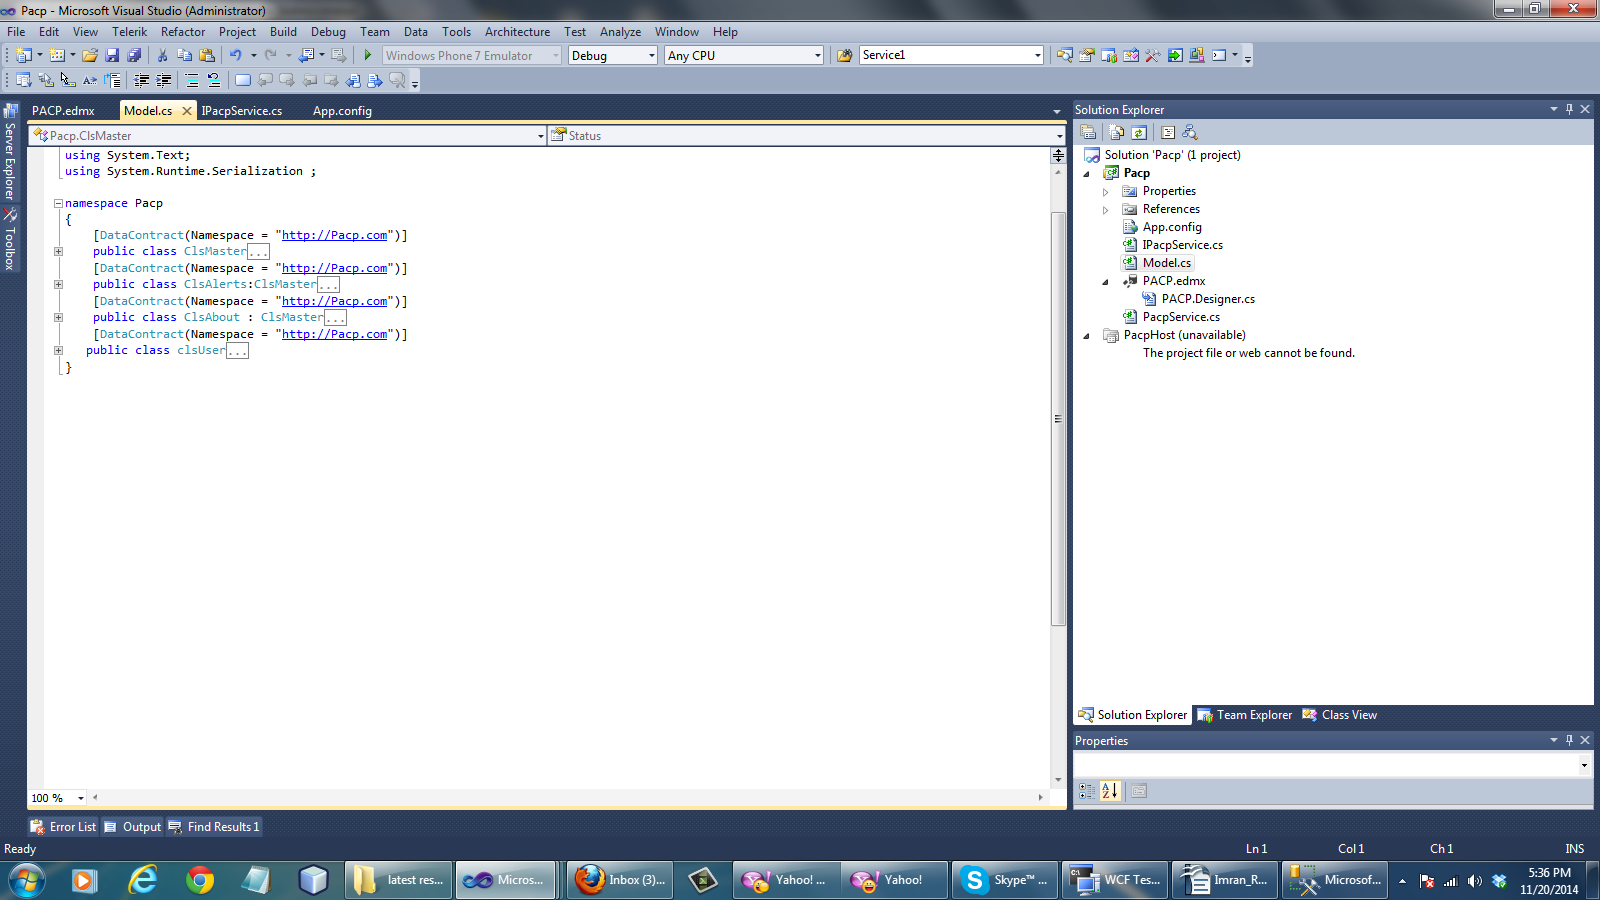 Pacp - Microsoft Visual Studio (Administrator)
File Edit View Telerik Refactor Project Build Debug Team Data Tools Architecture Test Analyze Window Help
Windows Phone 7 Emulator Debug Any CPU Service1
PACP.edmx Model.cs IPacpService.cs App.config
Pacp.ClsMaster Status
Server Explorer
Toolbox
using System.Text;
using System.Runtime.Serialization ;
namespace Pacp
{
[DataContract(Namespace = "http://Pacp.com")]
public class ClsMaster...
[DataContract(Namespace = "http://Pacp.com")]
public class ClsAlerts:ClsMaster...
[DataContract(Namespace = "http://Pacp.com")]
public class ClsAbout : ClsMaster...
[DataContract(Namespace = "http://Pacp.com")]
public class clsUser...
}
100 %
Solution Explorer
Solution 'Pacp' (1 project)
Pacp
Properties
References
App.config
IPacpService.cs
Model.cs
PACP.edmx
PACP.Designer.cs
PacpService.cs
PacpHost (unavailable)
The project file or web cannot be found.
Solution Explorer Team Explorer Class View
Properties
Error List Output Find Results 1
Ready Ln 1 Col 1 Ch 1 INS
latest res... Micros... Inbox (3)... Yahoo! ... Yahoo! Skype™ ... WCF Tes... Imran_R... Microsof...
5:36 PM
11/20/2014